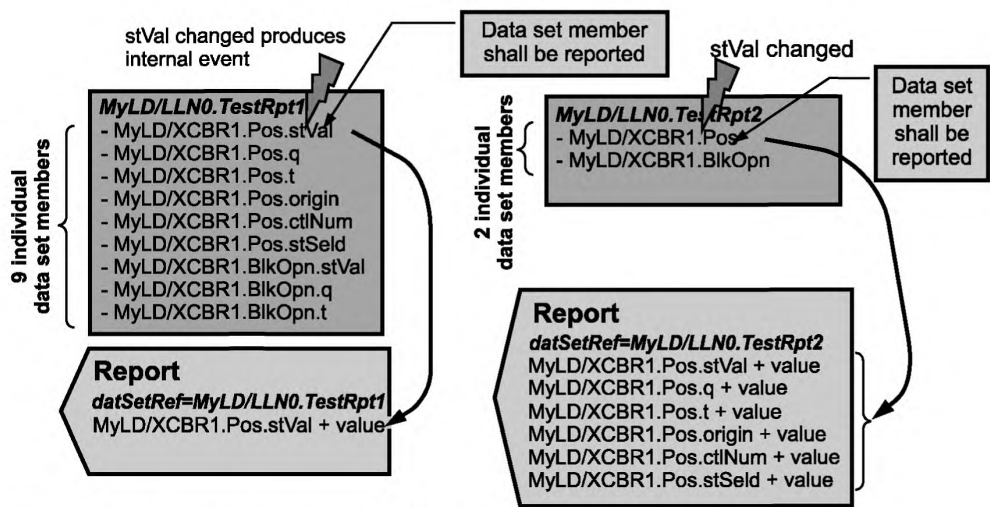 stVal changed produces
internal event
Data set member
shall be reported
MyLD/LLN0.TestRpt1
- MyLD/XCBR1.Pos.stVal
- MyLD/XCBR1.Pos.q
- MyLD/XCBR1.Pos.t
- MyLD/XCBR1.Pos.origin
- MyLD/XCBR1.Pos.ctlNum
- MyLD/XCBR1.Pos.stSeld
- MyLD/XCBR1.BlkOpn.stVal
- MyLD/XCBR1.BlkOpn.q
- MyLD/XCBR1.BlkOpn.t
9 individual
data set members
Report
datSetRef=MyLD/LLN0.TestRpt1
MyLD/XCBR1.Pos.stVal + value
stVal changed
Data set
member
shall be
reported
MyLD/LLN0.TestRpt2
- MyLD/XCBR1.Pos
- MyLD/XCBR1.BlkOpn
2 individual
data set members
Report
datSetRef=MyLD/LLN0.TestRpt2
MyLD/XCBR1.Pos.stVal + value
MyLD/XCBR1.Pos.q + value
MyLD/XCBR1.Pos.t + value
MyLD/XCBR1.Pos.origin + value
MyLD/XCBR1.Pos.ctlNum + value
MyLD/XCBR1.Pos.stSeld + value